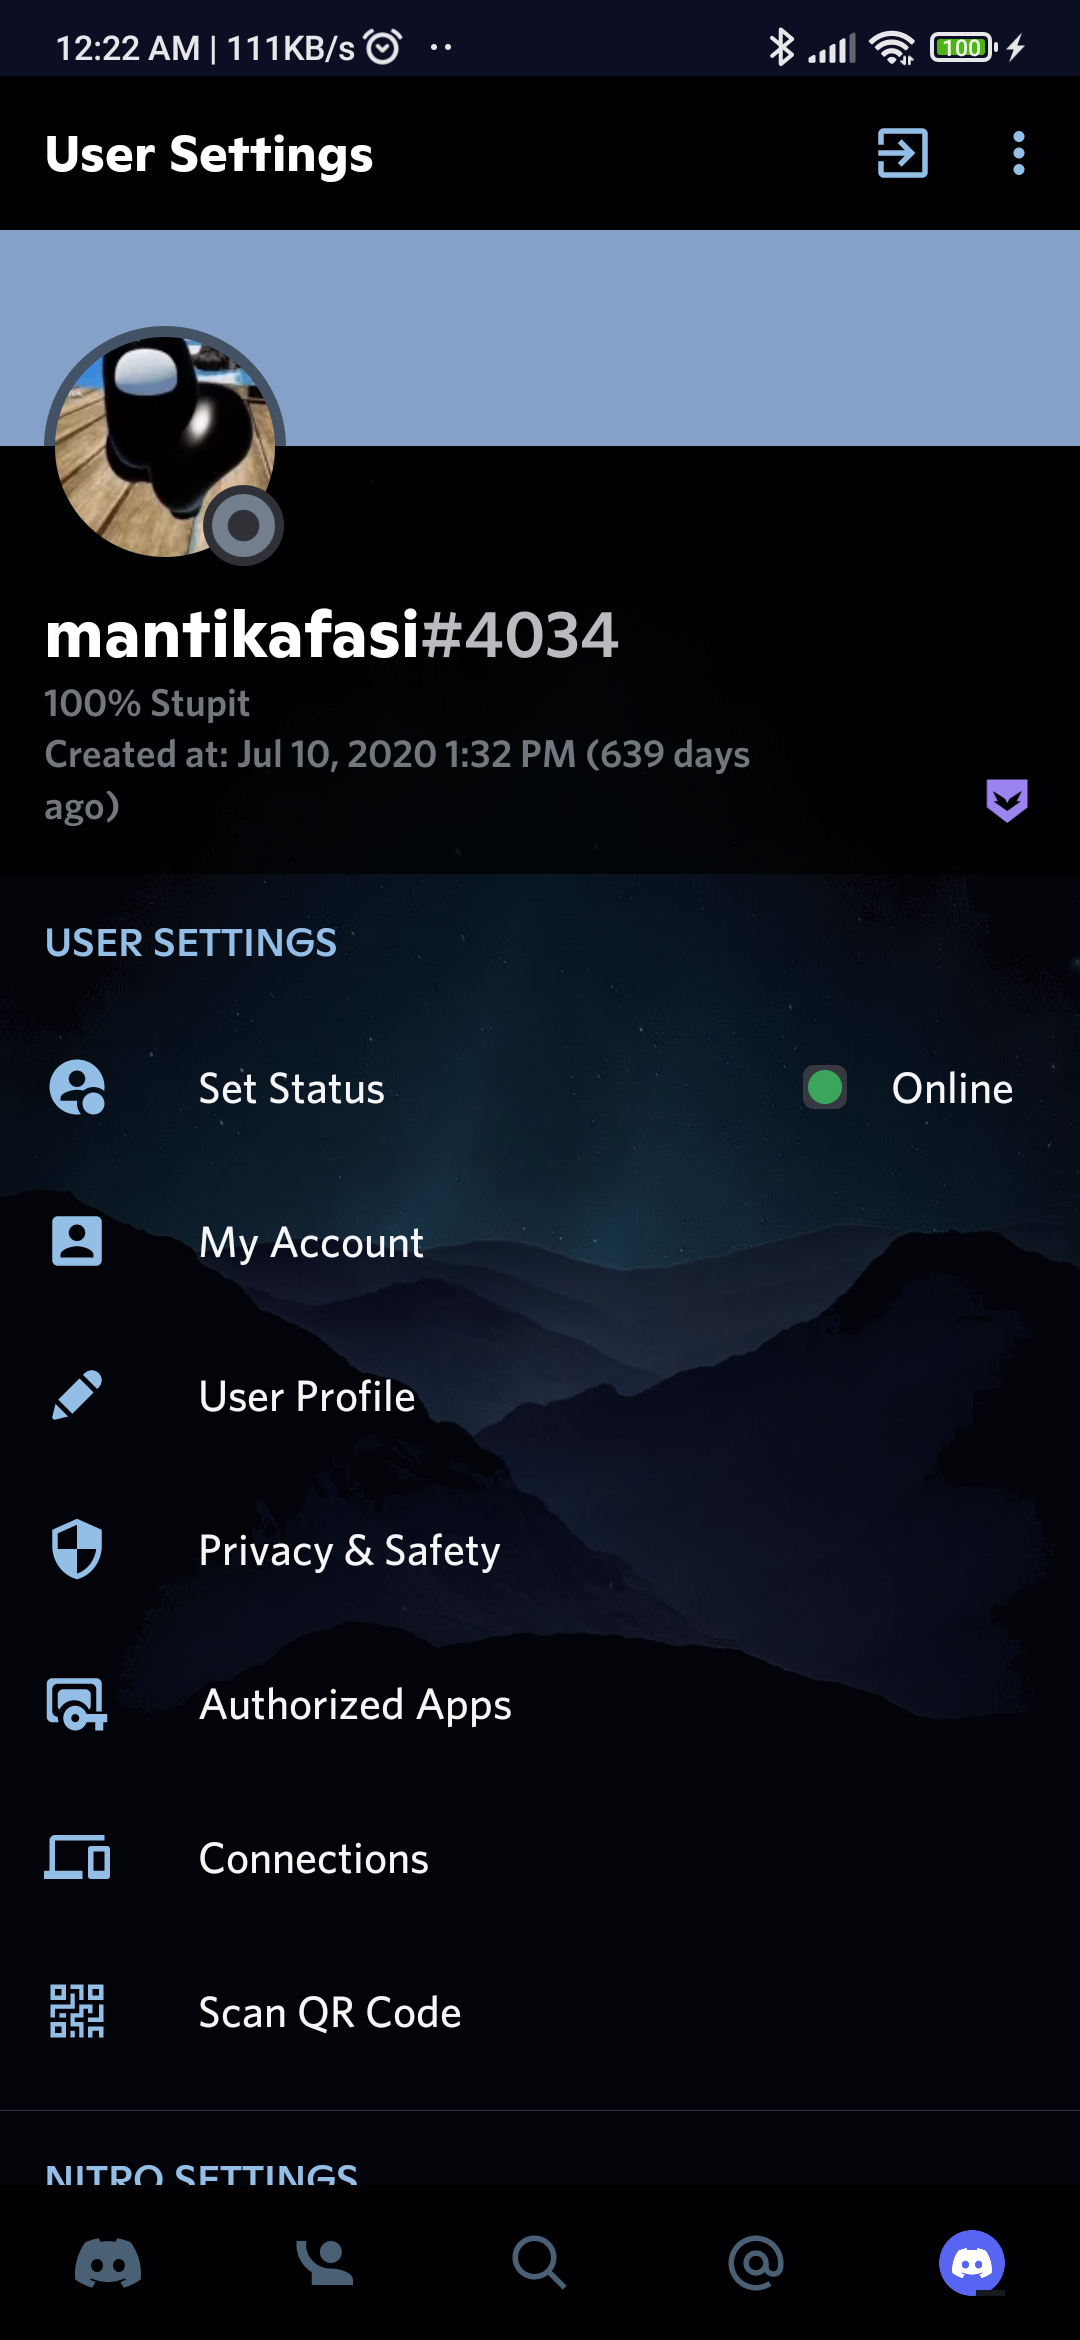 12:22 AM | 111KB/s
100
User Settings
mantikafasi#4034
100% Stupit
Created at: Jul 10, 2020 1:32 PM (639 days
ago)
USER SETTINGS
Set Status
Online
My Account
User Profile
Privacy & Safety
Authorized Apps
Connections
Scan QR Code
NITRO SETTINGS